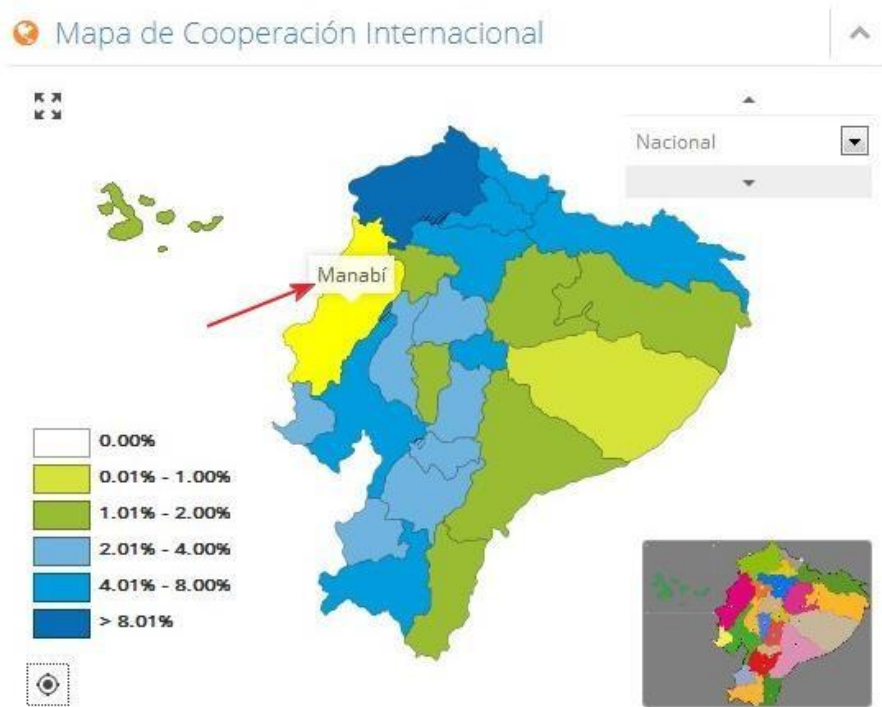 Mapa de Cooperación Internacional
Nacional
Manabí
0.00%
0.01% - 1.00%
1.01% - 2.00%
2.01% - 4.00%
4.01% - 8.00%
> 8.01%